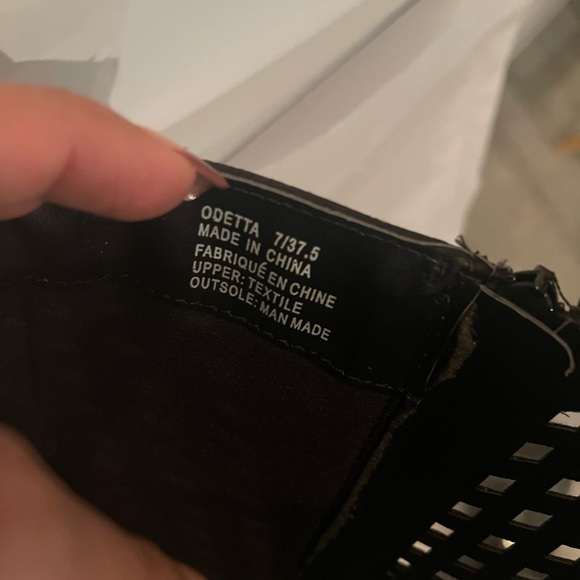 ODETTA 7/37.5
MADE IN CHINA
FABRIQUÉ EN CHINE
UPPER: TEXTILE
OUTSOLE: MAN MADE